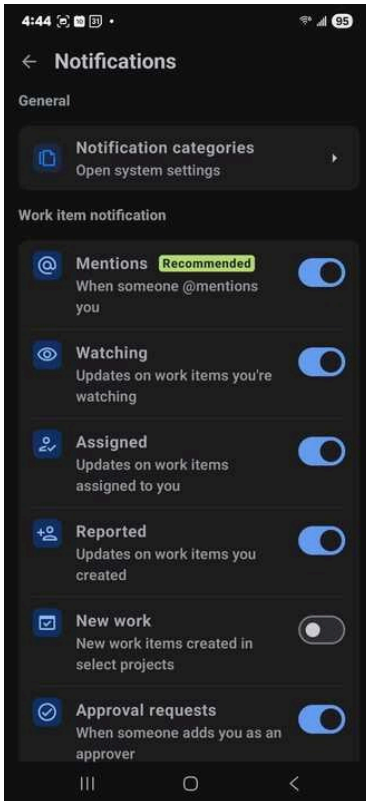 4:44 31 95
Notifications
General
Notification categories
Open system settings
Work item notification
Mentions Recommended
When someone @mentions
you
Watching
Updates on work items you're
watching
Assigned
Updates on work items
assigned to you
Reported
Updates on work items you
created
New work
New work items created in
select projects
Approval requests
When someone adds you as an
approver